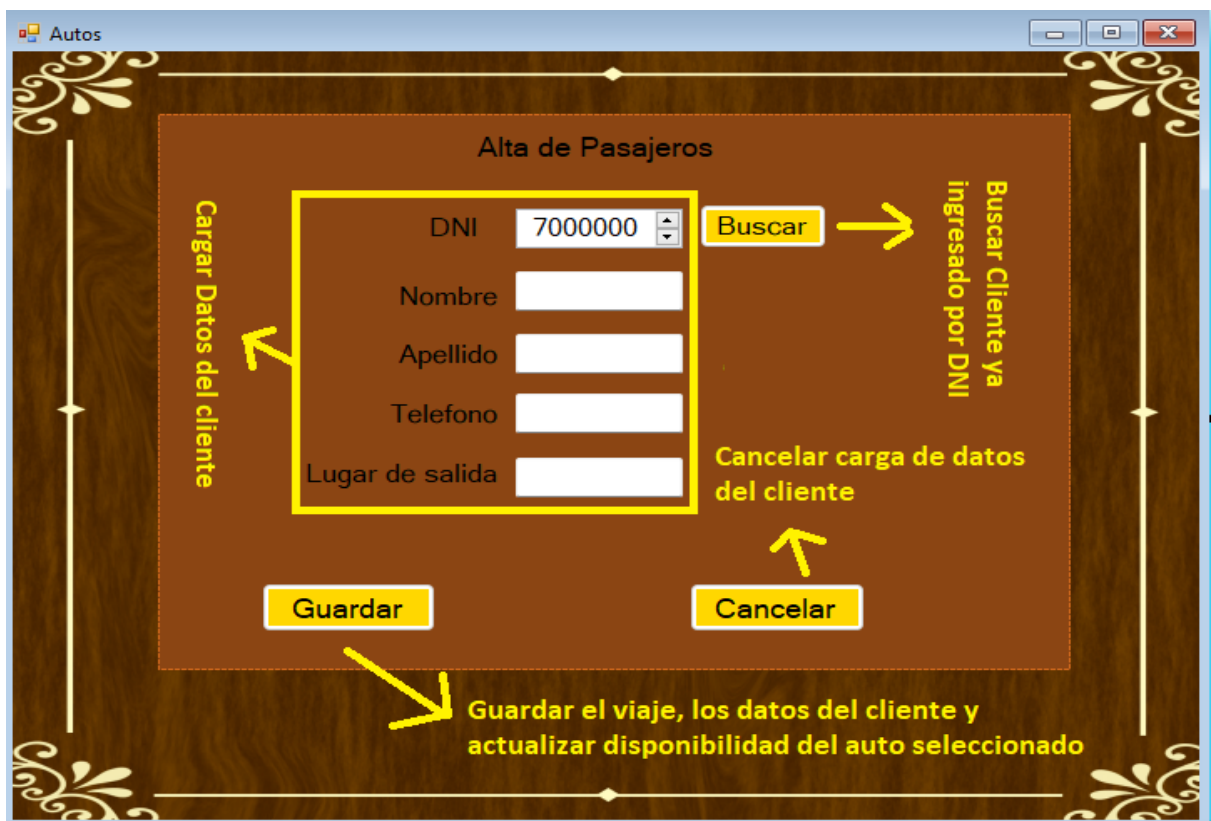 Autos
Alta de Pasajeros
Cargar Datos del cliente
DNI
7000000
Buscar
Buscar Cliente ya
ingresado por DNI
Nombre
Apellido
Telefono
Lugar de salida
Cancelar carga de datos
del cliente
Guardar
Cancelar
Guardar el viaje, los datos del cliente y
actualizar disponibilidad del auto seleccionado